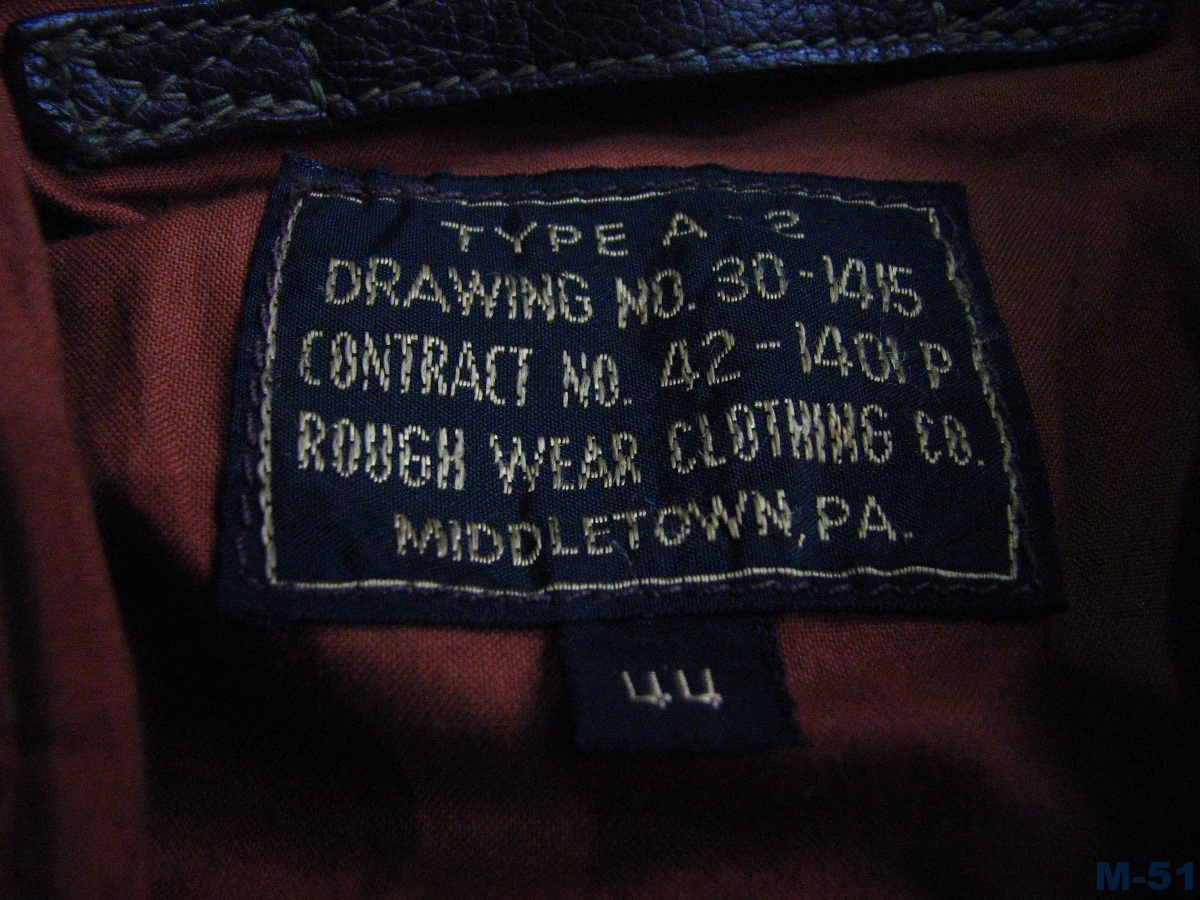 TYPE A-2
DRAWING NO. 30-1415
CONTRACT NO. 42-1401 P
ROUGH WEAR CLOTHING CO.
MIDDLETOWN, PA.
44
M-51